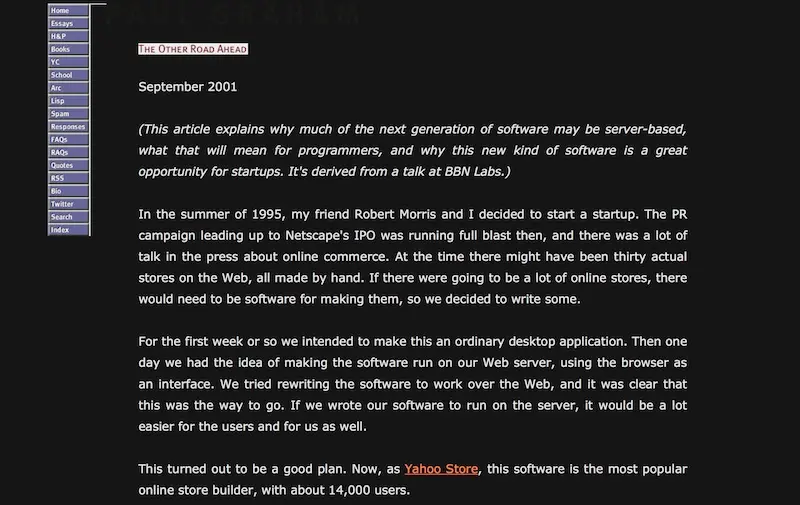 PAUL GRAHAM
Home
Essays
H&P
Books
YC
School
Arc
Lisp
Spam
Responses
FAQs
RAQs
Quotes
RSS
Bio
Twitter
Search
Index
The Other Road Ahead
September 2001
(This article explains why much of the next generation of software may be server-based,
what that will mean for programmers, and why this new kind of software is a great
opportunity for startups. It's derived from a talk at BBN Labs.)
In the summer of 1995, my friend Robert Morris and I decided to start a startup. The PR
campaign leading up to Netscape's IPO was running full blast then, and there was a lot of
talk in the press about online commerce. At the time there might have been thirty actual
stores on the Web, all made by hand. If there were going to be a lot of online stores, there
would need to be software for making them, so we decided to write some.
For the first week or so we intended to make this an ordinary desktop application. Then one
day we had the idea of making the software run on our Web server, using the browser as
an interface. We tried rewriting the software to work over the Web, and it was clear that
this was the way to go. If we wrote our software to run on the server, it would be a lot
easier for the users and for us as well.
This turned out to be a good plan. Now, as Yahoo Store, this software is the most popular
online store builder, with about 14,000 users.